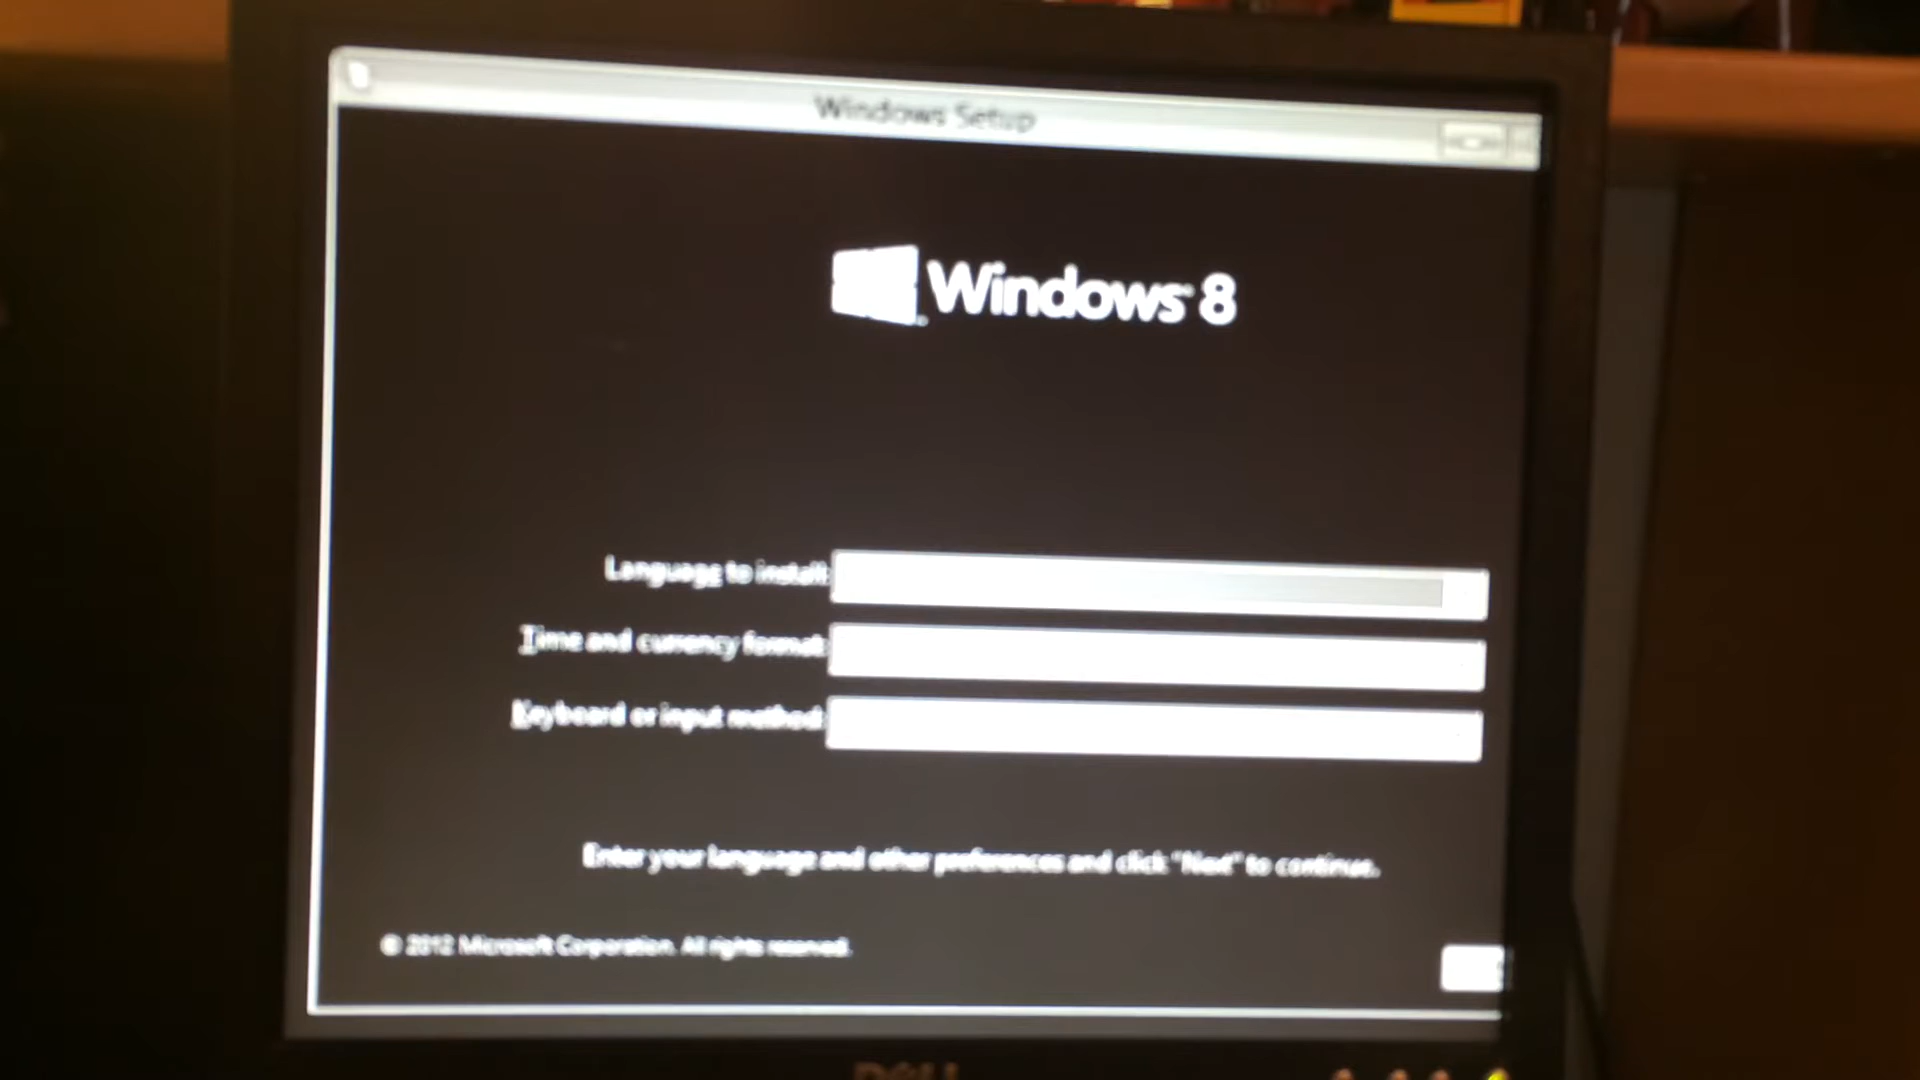 Windows Setup
Windows 8
Language to install:
Time and currency format:
Keyboard or input method:
Enter your language and other preferences and click "Next" to continue.
© 2012 Microsoft Corporation. All rights reserved.
DELL